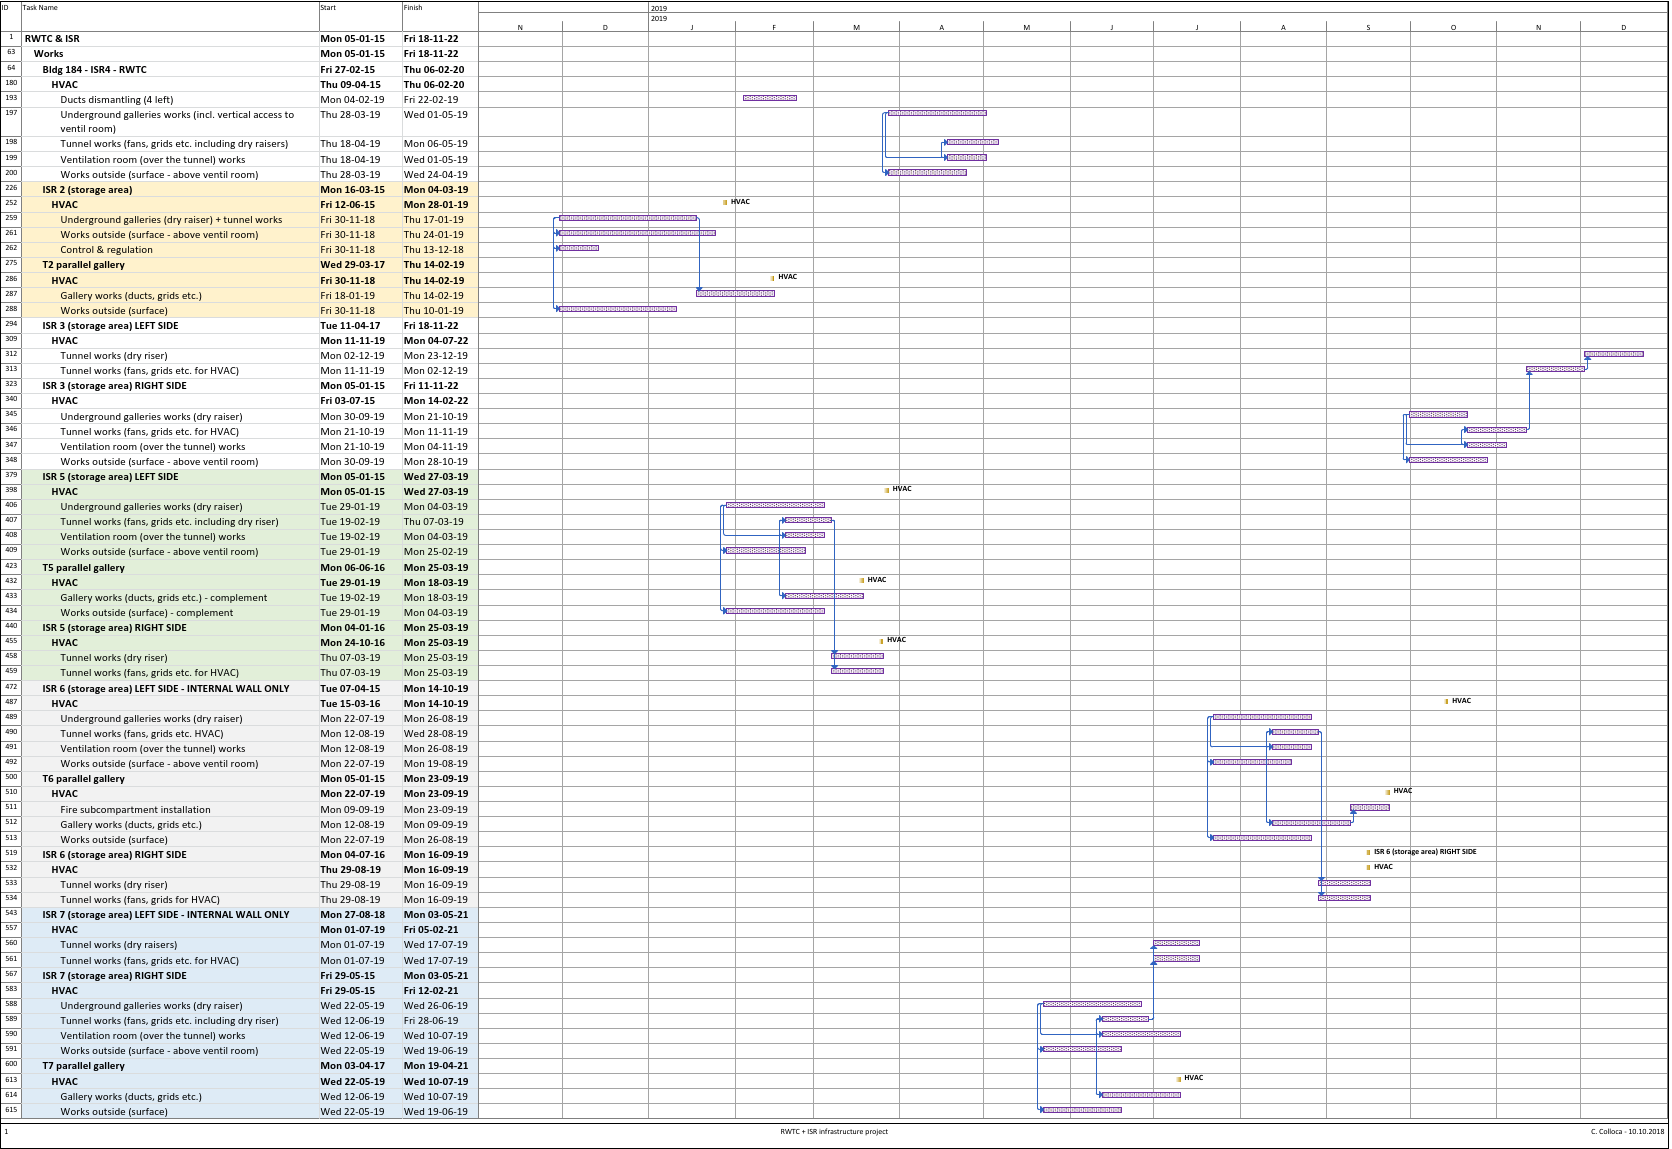 ID Task Name Start Finish 2019
2019
N D J F M A M J J A S O N D
1 RWTC & ISR Mon 05-01-15 Fri 18-11-22
63 Works Mon 05-01-15 Fri 18-11-22
64 Bldg 184 - ISR4 - RWTC Fri 27-02-15 Thu 06-02-20
180 HVAC Thu 09-04-15 Thu 06-02-20
193 Ducts dismantling (4 left) Mon 04-02-19 Fri 22-02-19
197 Underground galleries works (incl. vertical access to Thu 28-03-19 Wed 01-05-19
ventil room)
198 Tunnel works (fans, grids etc. including dry raisers) Thu 18-04-19 Mon 06-05-19
199 Ventilation room (over the tunnel) works Thu 18-04-19 Wed 01-05-19
200 Works outside (surface - above ventil room) Thu 28-03-19 Wed 24-04-19
226 ISR 2 (storage area) Mon 16-03-15 Mon 04-03-19
252 HVAC Fri 12-06-15 Mon 28-01-19 HVAC
259 Underground galleries (dry raiser) + tunnel works Fri 30-11-18 Thu 17-01-19
261 Works outside (surface - above ventil room) Fri 30-11-18 Thu 24-01-19
262 Control & regulation Fri 30-11-18 Thu 13-12-18
275 T2 parallel gallery Wed 29-03-17 Thu 14-02-19
286 HVAC Fri 30-11-18 Thu 14-02-19 HVAC
287 Gallery works (ducts, grids etc.) Fri 18-01-19 Thu 14-02-19
288 Works outside (surface) Fri 30-11-18 Thu 10-01-19
294 ISR 3 (storage area) LEFT SIDE Tue 11-04-17 Fri 18-11-22
309 HVAC Mon 11-11-19 Mon 04-07-22
312 Tunnel works (dry riser) Mon 02-12-19 Mon 23-12-19
313 Tunnel works (fans, grids etc. for HVAC) Mon 11-11-19 Mon 02-12-19
323 ISR 3 (storage area) RIGHT SIDE Mon 05-01-15 Fri 11-11-22
340 HVAC Fri 03-07-15 Mon 14-02-22
345 Underground galleries works (dry raiser) Mon 30-09-19 Mon 21-10-19
346 Tunnel works (fans, grids etc. for HVAC) Mon 21-10-19 Mon 11-11-19
347 Ventilation room (over the tunnel) works Mon 21-10-19 Mon 04-11-19
348 Works outside (surface - above ventil room) Mon 30-09-19 Mon 28-10-19
379 ISR 5 (storage area) LEFT SIDE Mon 05-01-15 Wed 27-03-19
398 HVAC Mon 05-01-15 Wed 27-03-19 HVAC
406 Underground galleries works (dry raiser) Tue 29-01-19 Mon 04-03-19
407 Tunnel works (fans, grids etc. including dry riser) Tue 19-02-19 Thu 07-03-19
408 Ventilation room (over the tunnel) works Tue 19-02-19 Mon 04-03-19
409 Works outside (surface - above ventil room) Tue 29-01-19 Mon 25-02-19
423 T5 parallel gallery Mon 06-06-16 Mon 25-03-19
432 HVAC Tue 29-01-19 Mon 18-03-19 HVAC
433 Gallery works (ducts, grids etc.) - complement Tue 19-02-19 Mon 18-03-19
434 Works outside (surface) - complement Tue 29-01-19 Mon 04-03-19
440 ISR 5 (storage area) RIGHT SIDE Mon 04-01-16 Mon 25-03-19
455 HVAC Mon 24-10-16 Mon 25-03-19 HVAC
458 Tunnel works (dry riser) Thu 07-03-19 Mon 25-03-19
459 Tunnel works (fans, grids etc. for HVAC) Thu 07-03-19 Mon 25-03-19
472 ISR 6 (storage area) LEFT SIDE - INTERNAL WALL ONLY Tue 07-04-15 Mon 14-10-19
487 HVAC Tue 15-03-16 Mon 14-10-19 HVAC
489 Underground galleries works (dry raiser) Mon 22-07-19 Mon 26-08-19
490 Tunnel works (fans, grids etc. HVAC) Mon 12-08-19 Wed 28-08-19
491 Ventilation room (over the tunnel) works Mon 12-08-19 Mon 26-08-19
492 Works outside (surface - above ventil room) Mon 22-07-19 Mon 19-08-19
500 T6 parallel gallery Mon 05-01-15 Mon 23-09-19
510 HVAC Mon 22-07-19 Mon 23-09-19 HVAC
511 Fire subcompartment installation Mon 09-09-19 Mon 23-09-19
512 Gallery works (ducts, grids etc.) Mon 12-08-19 Mon 09-09-19
513 Works outside (surface) Mon 22-07-19 Mon 26-08-19
519 ISR 6 (storage area) RIGHT SIDE Mon 04-07-16 Mon 16-09-19 ISR 6 (storage area) RIGHT SIDE
532 HVAC Thu 29-08-19 Mon 16-09-19 HVAC
533 Tunnel works (dry riser) Thu 29-08-19 Mon 16-09-19
534 Tunnel works (fans, grids for HVAC) Thu 29-08-19 Mon 16-09-19
543 ISR 7 (storage area) LEFT SIDE - INTERNAL WALL ONLY Mon 27-08-18 Mon 03-05-21
557 HVAC Mon 01-07-19 Fri 05-02-21
560 Tunnel works (dry raisers) Mon 01-07-19 Wed 17-07-19
561 Tunnel works (fans, grids etc. for HVAC) Mon 01-07-19 Wed 17-07-19
567 ISR 7 (storage area) RIGHT SIDE Fri 29-05-15 Mon 03-05-21
583 HVAC Fri 29-05-15 Fri 12-02-21
588 Underground galleries works (dry raiser) Wed 22-05-19 Wed 26-06-19
589 Tunnel works (fans, grids etc. including dry riser) Wed 12-06-19 Fri 28-06-19
590 Ventilation room (over the tunnel) works Wed 12-06-19 Wed 10-07-19
591 Works outside (surface - above ventil room) Wed 22-05-19 Wed 19-06-19
600 T7 parallel gallery Mon 03-04-17 Mon 19-04-21
613 HVAC Wed 22-05-19 Wed 10-07-19 HVAC
614 Gallery works (ducts, grids etc.) Wed 12-06-19 Wed 10-07-19
615 Works outside (surface) Wed 22-05-19 Wed 19-06-19
1 RWTC + ISR infrastructure project C. Colloca - 10.10.2018